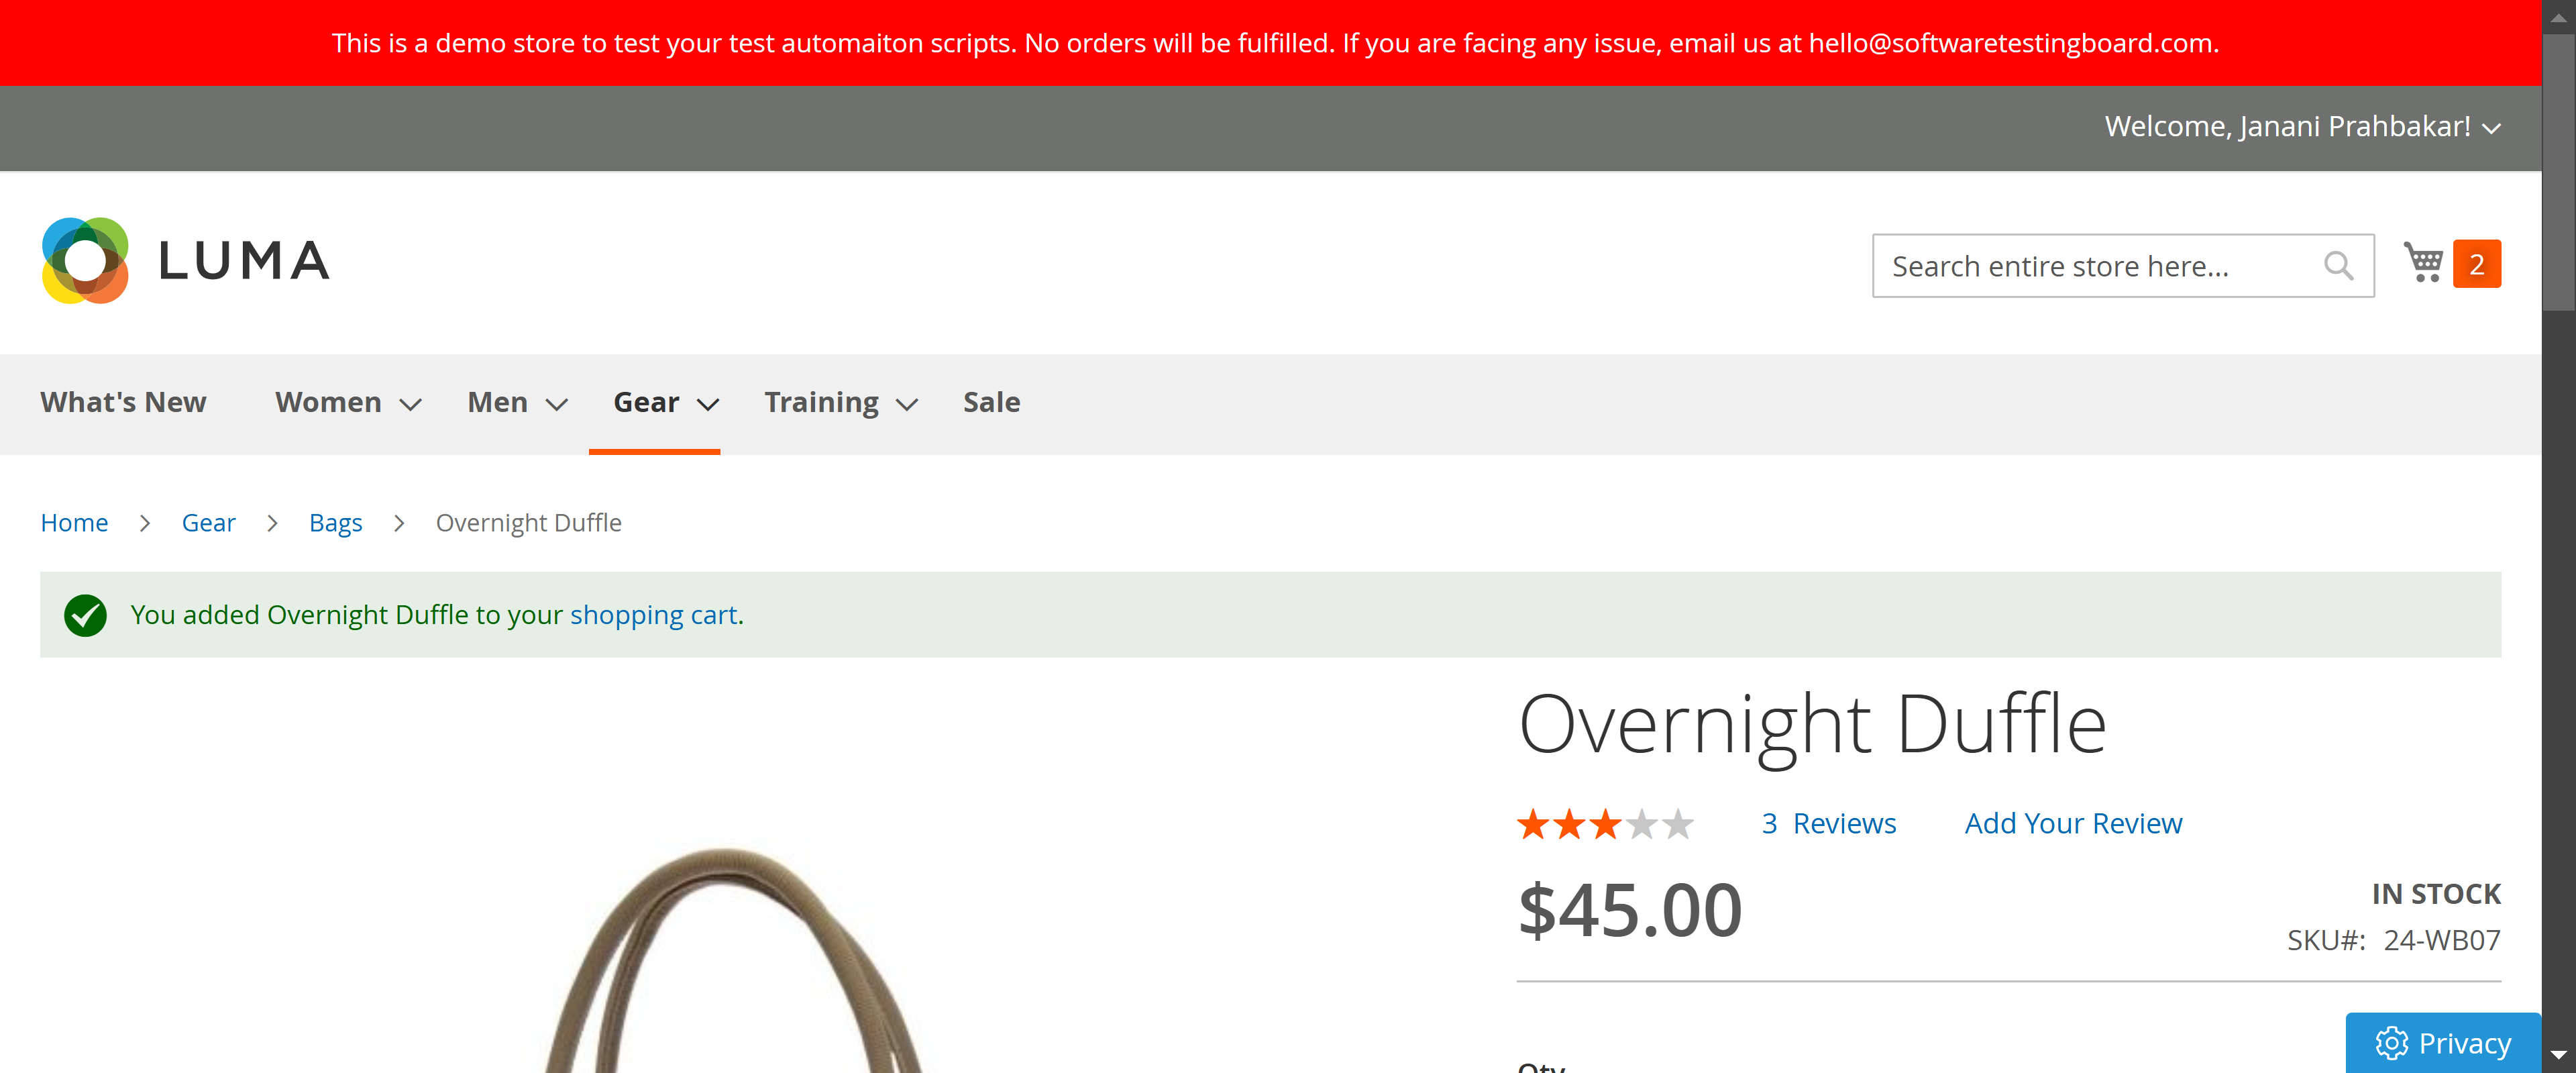 This is a demo store to test your test automaiton scripts. No orders will be fulfilled. If you are facing any issue, email us at hello@softwaretestingboard.com.
Welcome, Janani Prahbakar!
LUMA
Search entire store here...
2
What's New Women Men Gear Training Sale
Home Gear Bags Overnight Duffle
You added Overnight Duffle to your shopping cart.
Overnight Duffle
3 Reviews Add Your Review
$45.00
IN STOCK
SKU#: 24-WB07
Qty
Privacy